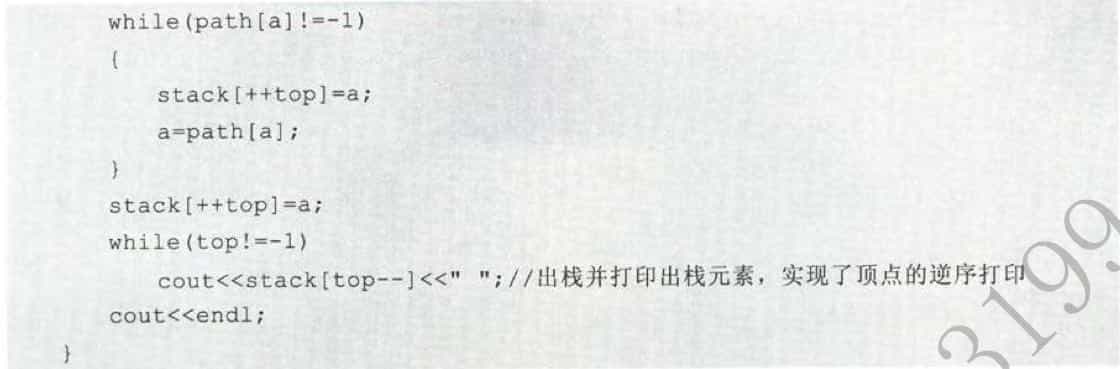 while(path[a]!=-1)
{
stack[++top]=a;
a=path[a];
}
stack[++top]=a;
while(top!=-1)
cout<<stack[top--]<<" ";//出栈并打印出栈元素，实现了顶点的逆序打印
cout<<endl;
}
3199